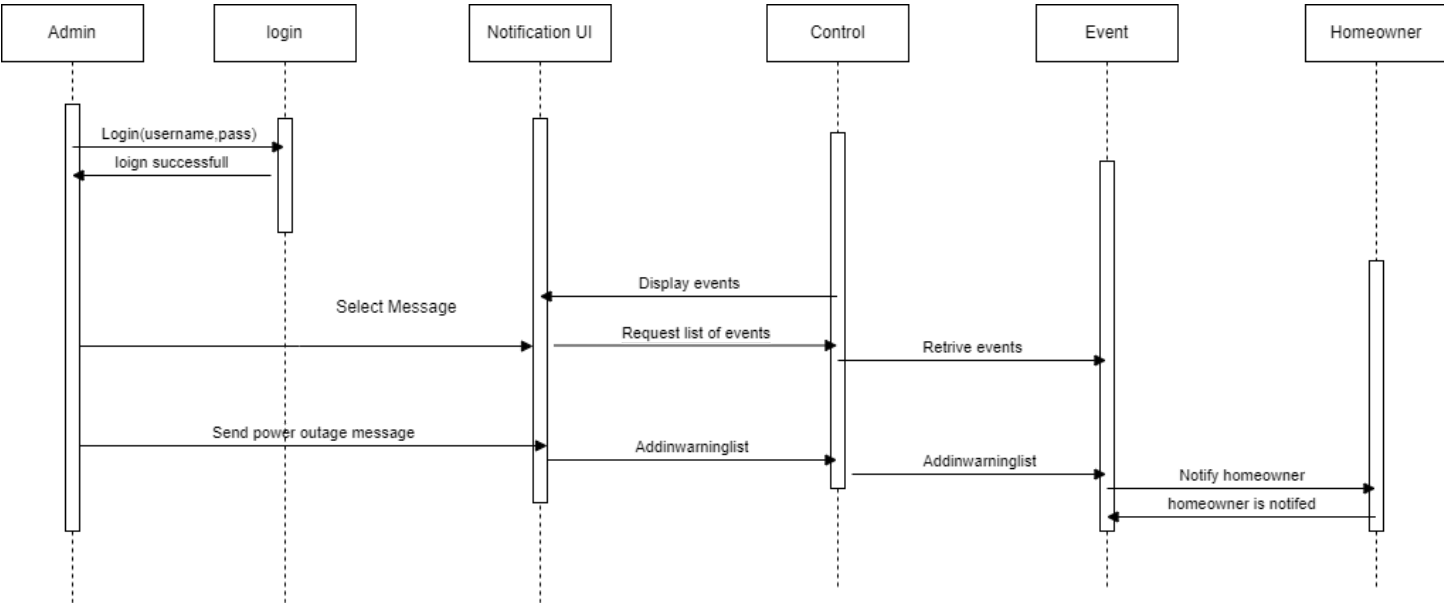 Admin
login
Notification UI
Control
Event
Homeowner
Login(username,pass)
loign successfull
Display events
Select Message
Request list of events
Retrive events
Send power outage message
Addinwarninglist
Addinwarninglist
Notify homeowner
homeowner is notifed